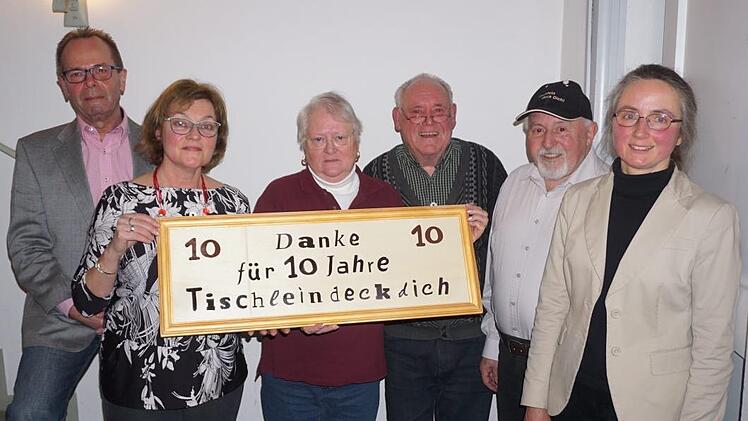 10 Danke 10
für 10 Jahre
Tischlein deck dich